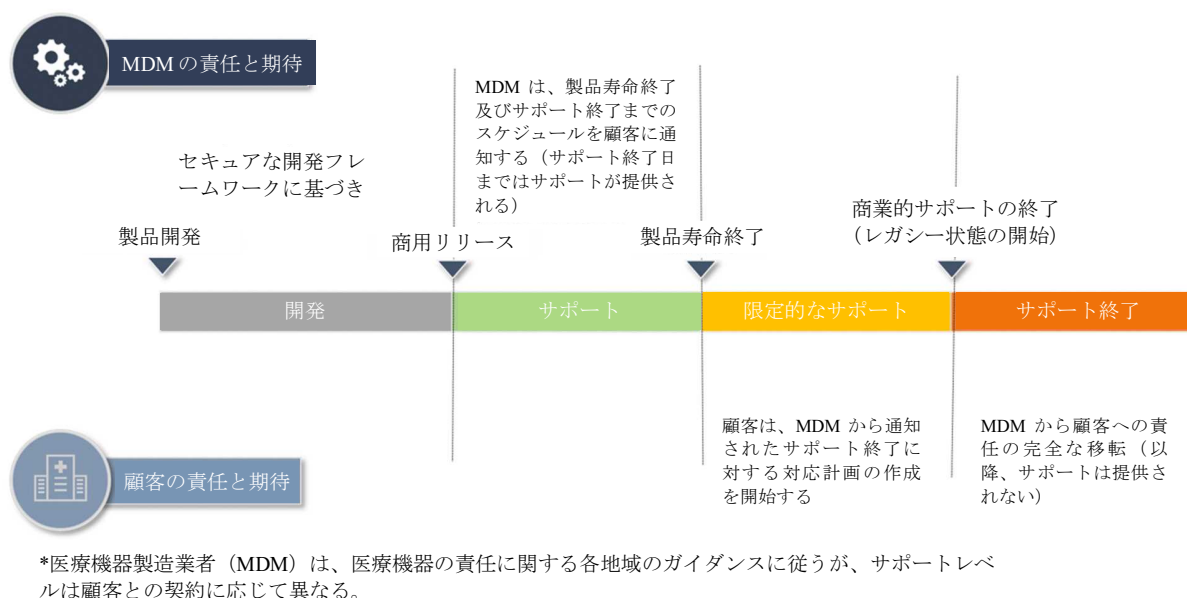 MDM の責任と期待
MDM は、製品寿命終了
及びサポート終了までの
スケジュールを顧客に通
知する（サポート終了日
まではサポートが提供さ
れる）
セキュアな開発フレ
ームワークに基づき
製品開発
商用リリース
製品寿命終了
商業的サポートの終了
（レガシー状態の開始）
開発
サポート
限定的なサポート
サポート終了
顧客の責任と期待
顧客は、MDM から通知
されたサポート終了に
対する対応計画の作成
を開始する
MDM から顧客への責
任の完全な移転（以
降、サポートは提供さ
れない）
*医療機器製造業者（MDM）は、医療機器の責任に関する各地域のガイダンスに従うが、サポートレベ
ルは顧客との契約に応じて異なる。